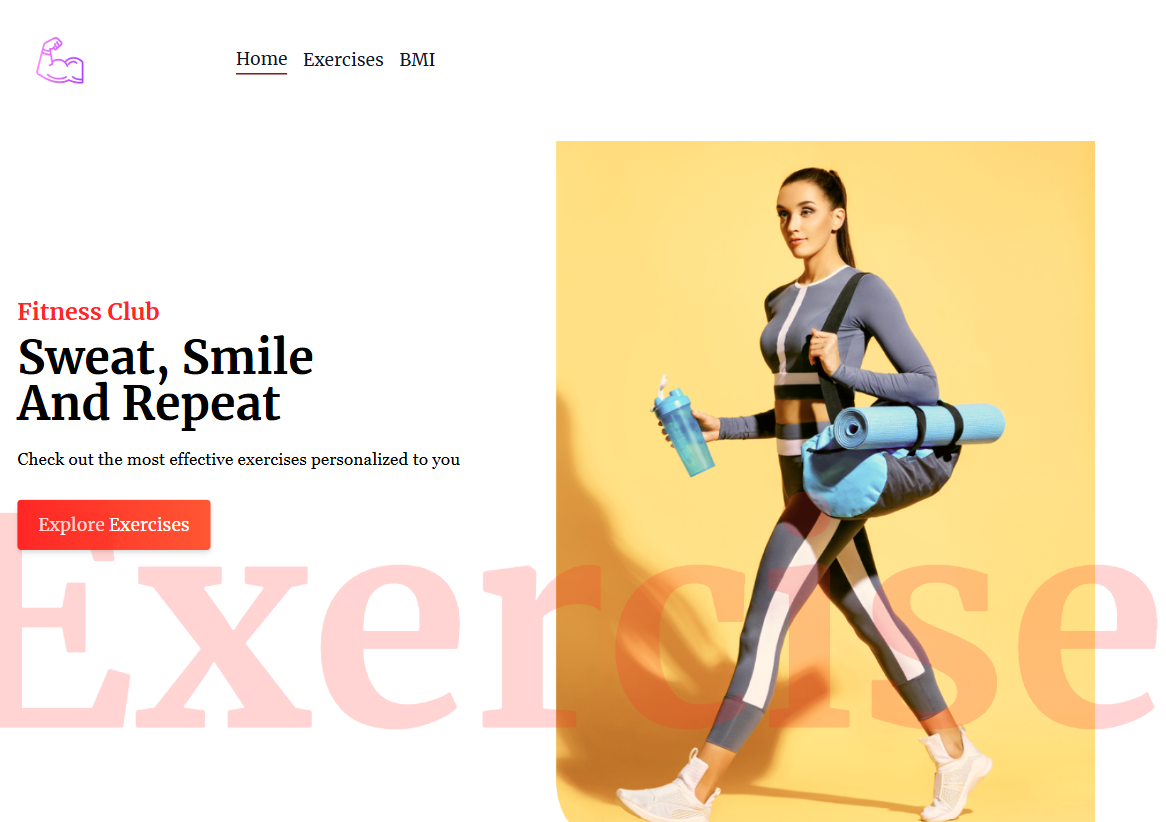 Home Exercises BMI
Fitness Club
Sweat, Smile
And Repeat
Check out the most effective exercises personalized to you
Explore Exercises
Exercise